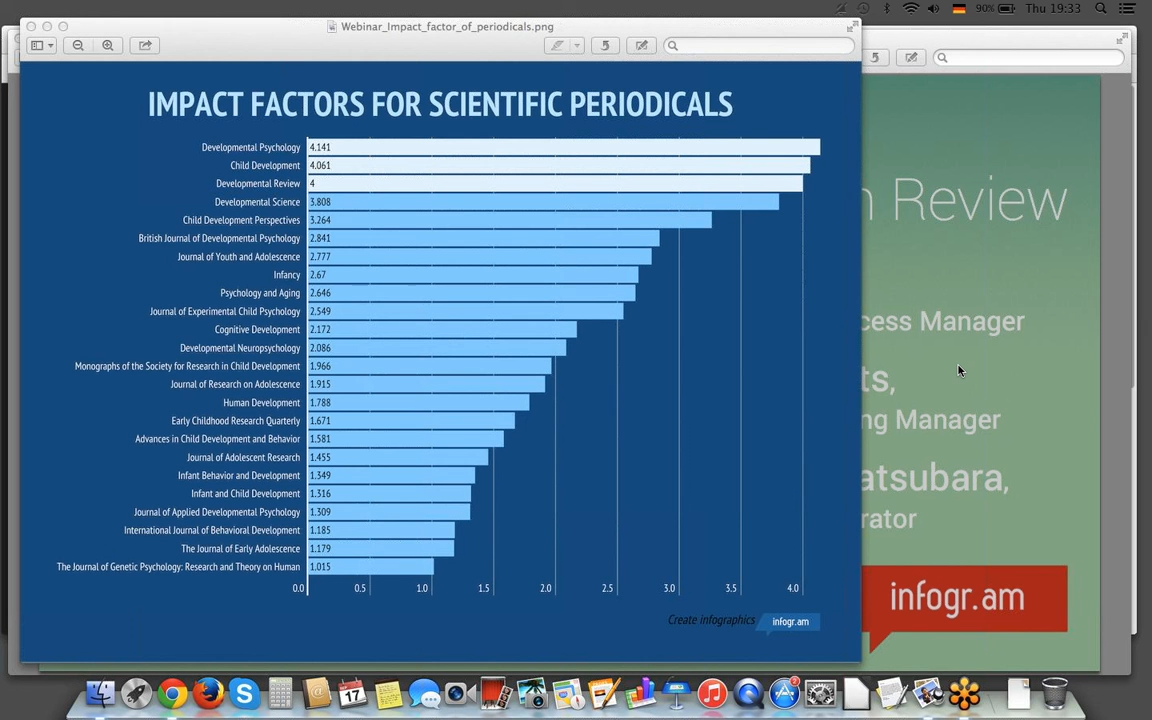 90%
Thu 19:33
Webinar_Impact_factor_of_periodicals.png
IMPACT FACTORS FOR SCIENTIFIC PERIODICALS
Developmental Psychology 4.141
Child Development 4.061
Developmental Review 4
Developmental Science 3.808
Child Development Perspectives 3.264
British Journal of Developmental Psychology 2.841
Journal of Youth and Adolescence 2.777
Infancy 2.67
Psychology and Aging 2.646
Journal of Experimental Child Psychology 2.549
Cognitive Development 2.172
Developmental Neuropsychology 2.086
Monographs of the Society for Research in Child Development 1.966
Journal of Research on Adolescence 1.915
Human Development 1.788
Early Childhood Research Quarterly 1.671
Advances in Child Development and Behavior 1.581
Journal of Adolescent Research 1.455
Infant Behavior and Development 1.349
Infant and Child Development 1.316
Journal of Applied Developmental Psychology 1.309
International Journal of Behavioral Development 1.185
The Journal of Early Adolescence 1.179
The Journal of Genetic Psychology: Research and Theory on Human 1.015
0.0 0.5 1.0 1.5 2.0 2.5 3.0 3.5 4.0
Create infographics infogr.am
n Review
cess Manager
ts,
ng Manager
atsubara,
rator
infogr.am
17
2